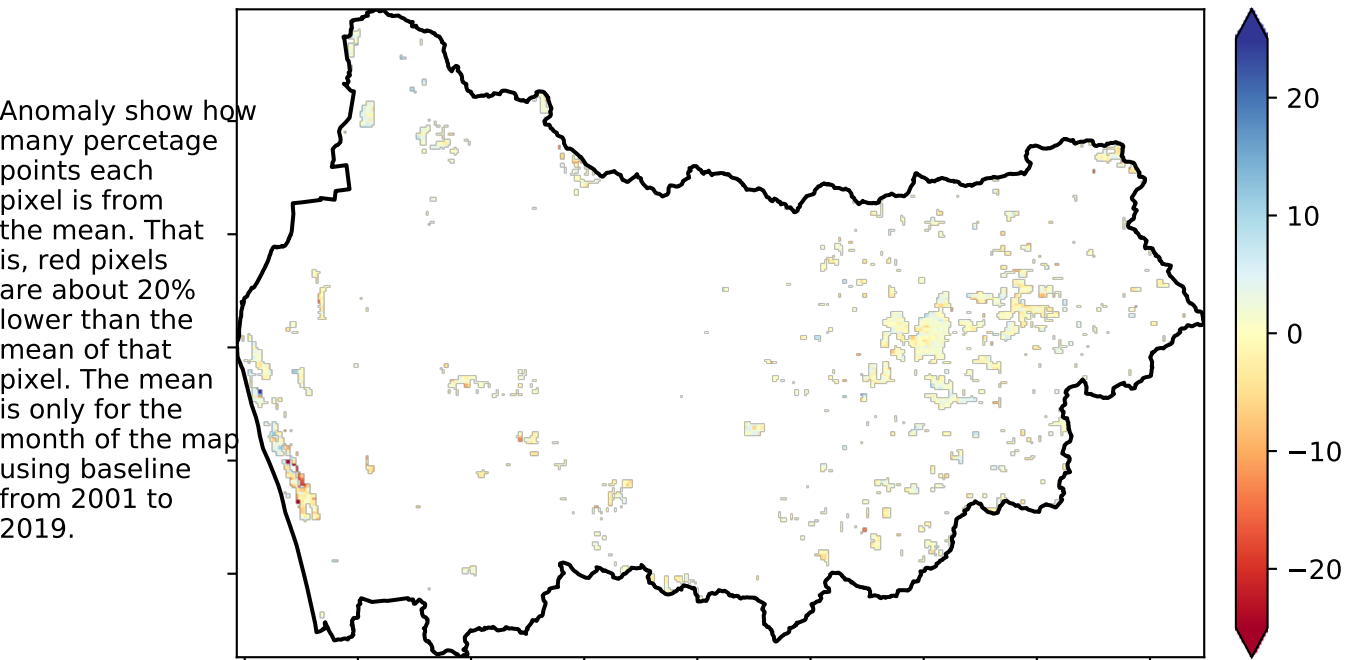 Anomaly show how
many percetage
points each
pixel is from
the mean. That
is, red pixels
are about 20%
lower than the
mean of that
pixel. The mean
is only for the
month of the map
using baseline
from 2001 to
2019.
20
10
0
−10
−20